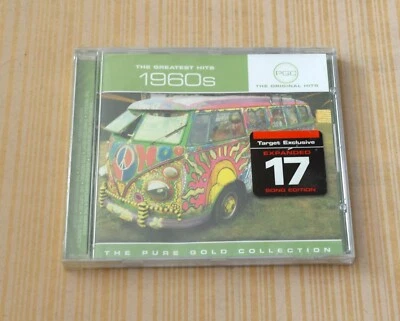 THE GREATEST HITS
1960s
PGC
THE ORIGINAL HITS
Target Exclusive
EXPANDED
17
SONG EDITION
THE PURE GOLD COLLECTION